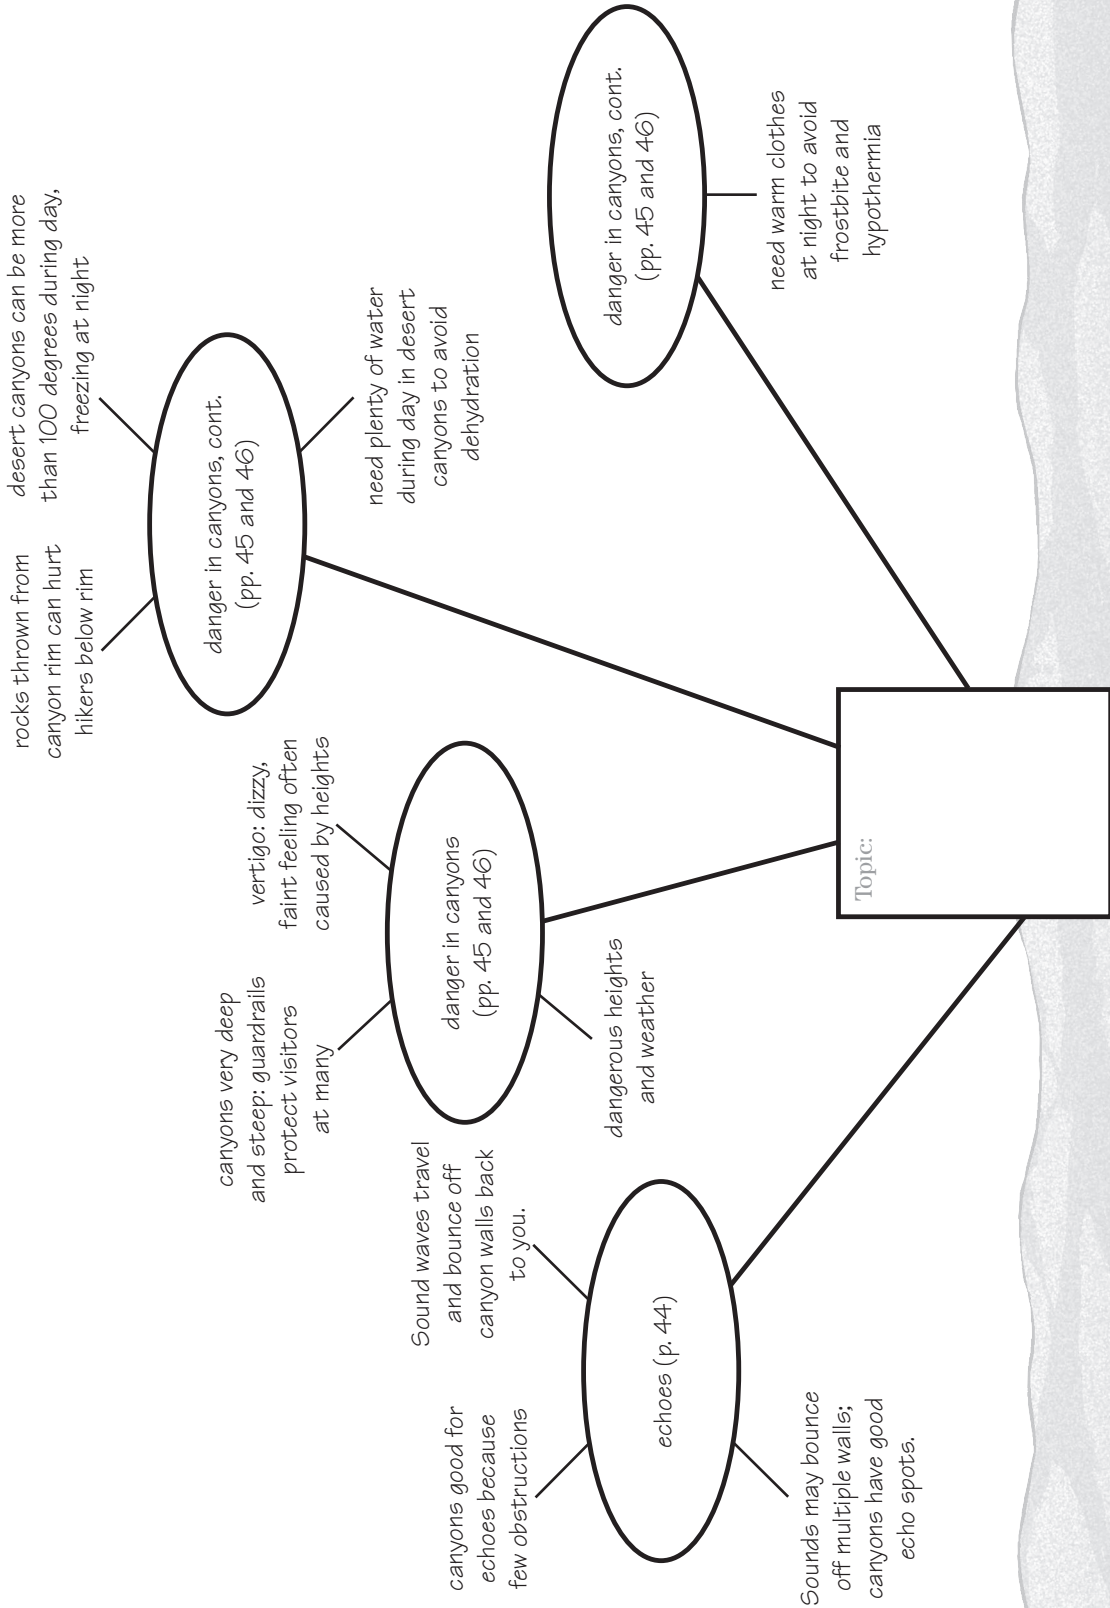 canyons good for
echoes because
few obstructions
Sound waves travel
and bounce off
canyon walls back
to you.
echoes (p. 44)
Sounds may bounce
off multiple walls;
canyons have good
echo spots.
canyons very deep
and steep: guardrails
protect visitors
at many
vertigo: dizzy,
faint feeling often
caused by heights
danger in canyons
(pp. 45 and 46)
dangerous heights
and weather
rocks thrown from
canyon rim can hurt
hikers below rim
desert canyons can be more
than 100 degrees during day,
freezing at night
danger in canyons, cont.
(pp. 45 and 46)
need plenty of water
during day in desert
canyons to avoid
dehydration
danger in canyons, cont.
(pp. 45 and 46)
need warm clothes
at night to avoid
frostbite and
hypothermia
Topic: